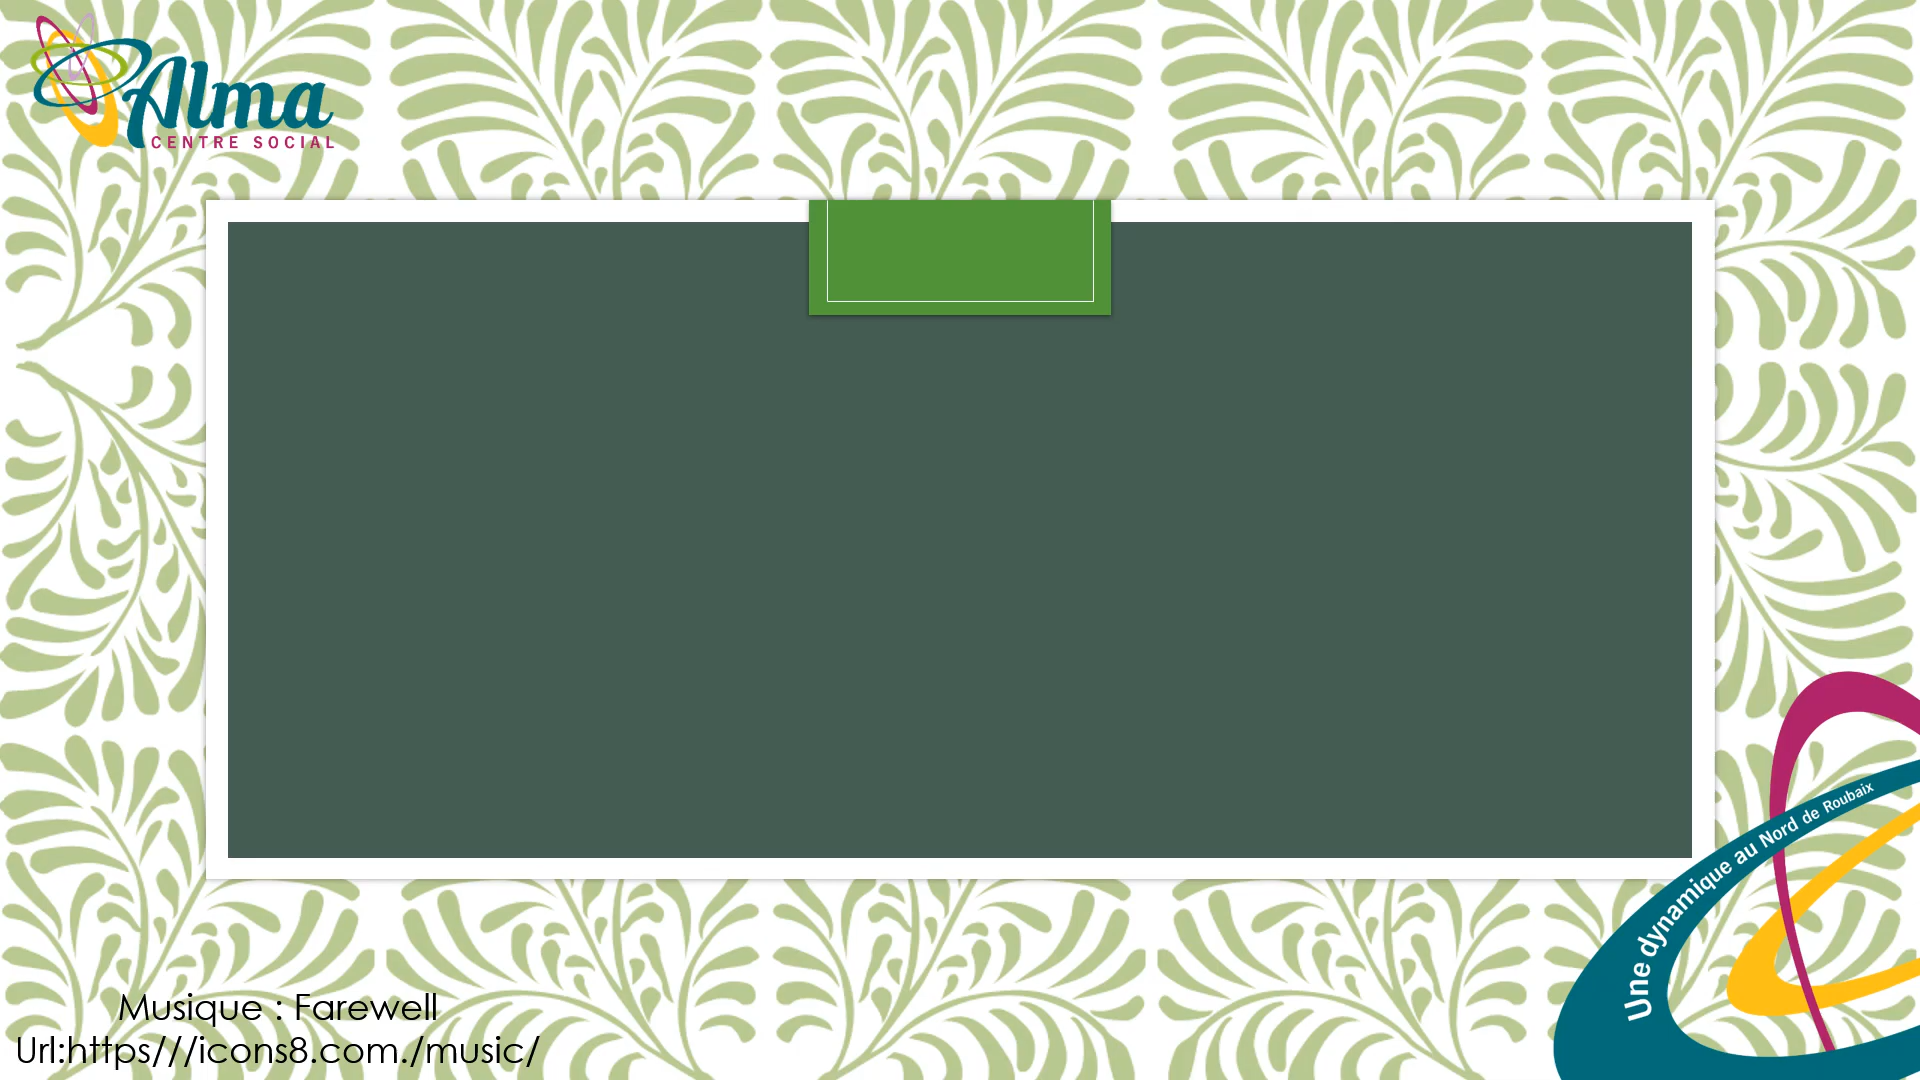 Alma
CENTRE SOCIAL
Une dynamique au Nord de Roubaix
Musique : Farewell
Url:https///icons8.com./music/